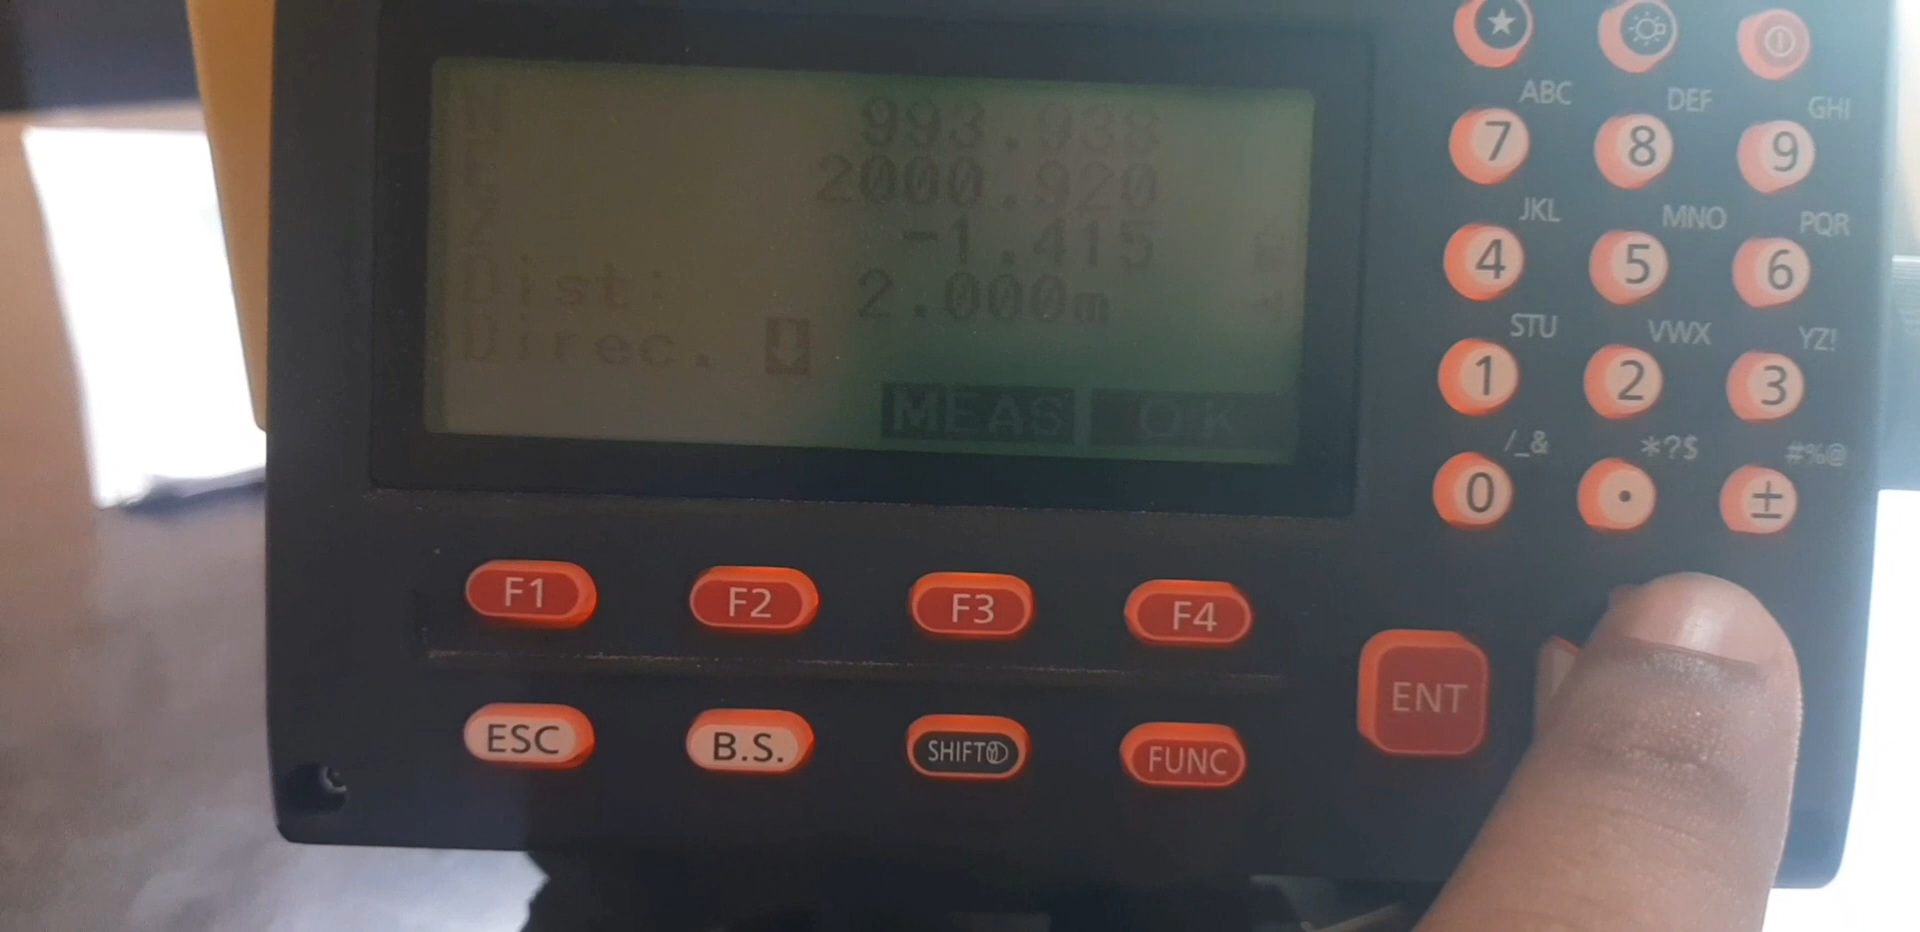 N 993.938
E 2000.920
Z -1.415
Dist: 2.000m
Direc. ↓
MEAS OK
ABC DEF GHI
7 8 9
JKL MNO PQR
4 5 6
STU VWX YZ!
1 2 3
/_& *?$ #%@
0 . ±
F1 F2 F3 F4
ENT
ESC B.S. SHIFT FUNC